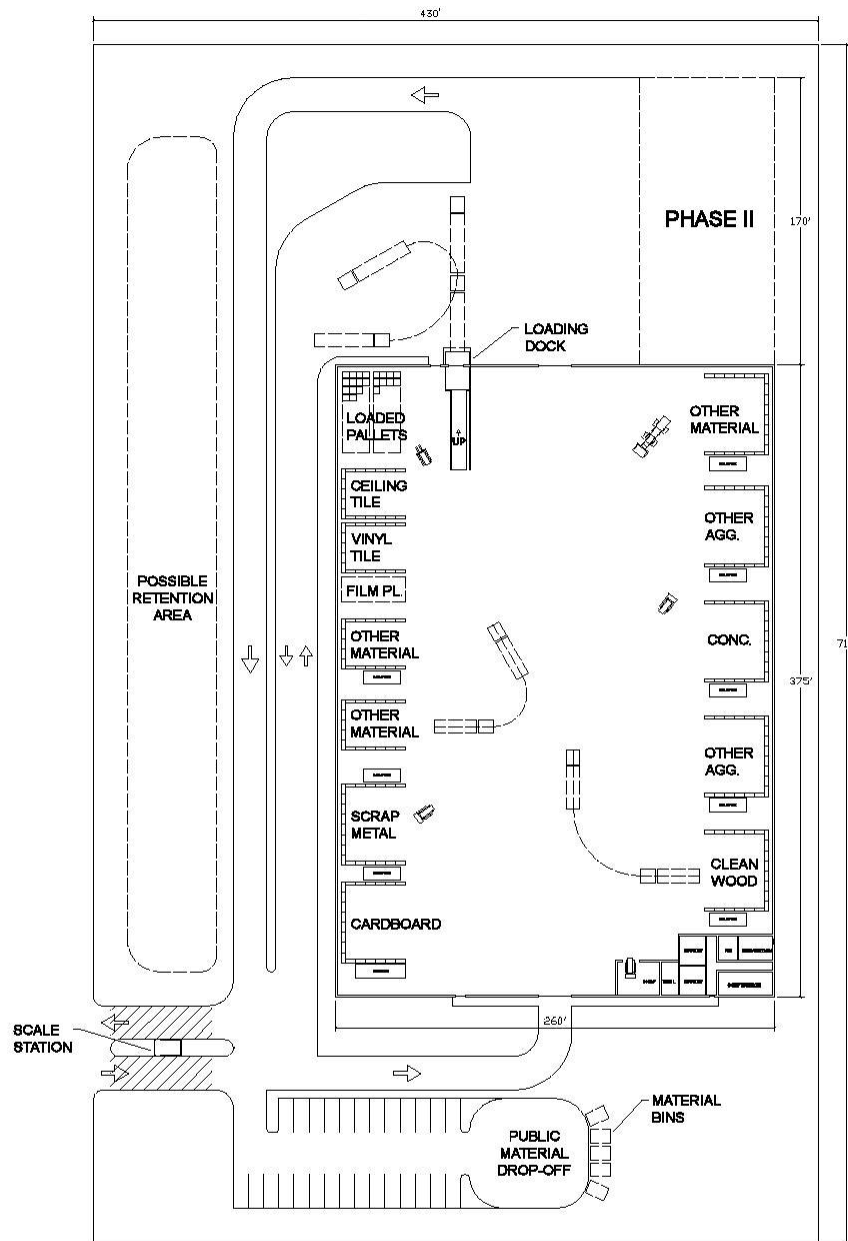 430'
PHASE II
170'
LOADING
DOCK
LOADED
PALLETS
UP
OTHER
MATERIAL
CEILING
TILE
OTHER
AGG.
VINYL
TILE
FILM PL.
POSSIBLE
RETENTION
AREA
OTHER
MATERIAL
CONC.
375'
71
OTHER
MATERIAL
OTHER
AGG.
SCRAP
METAL
CLEAN
WOOD
CARDBOARD
260'
SCALE
STATION
MATERIAL
BINS
PUBLIC
MATERIAL
DROP-OFF